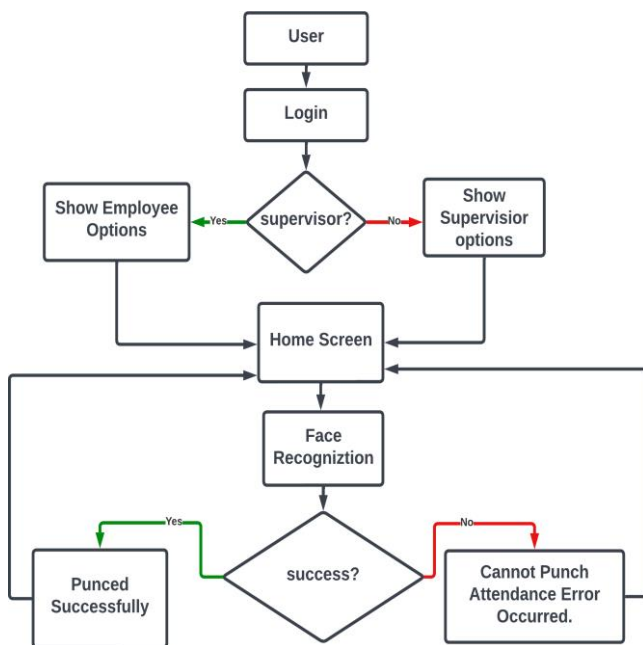 User
Login
supervisor?
Yes
No
Show Employee
Options
Show
Supervisior
options
Home Screen
Face
Recogniztion
success?
Yes
No
Punced
Successfully
Cannot Punch
Attendance Error
Occurred.